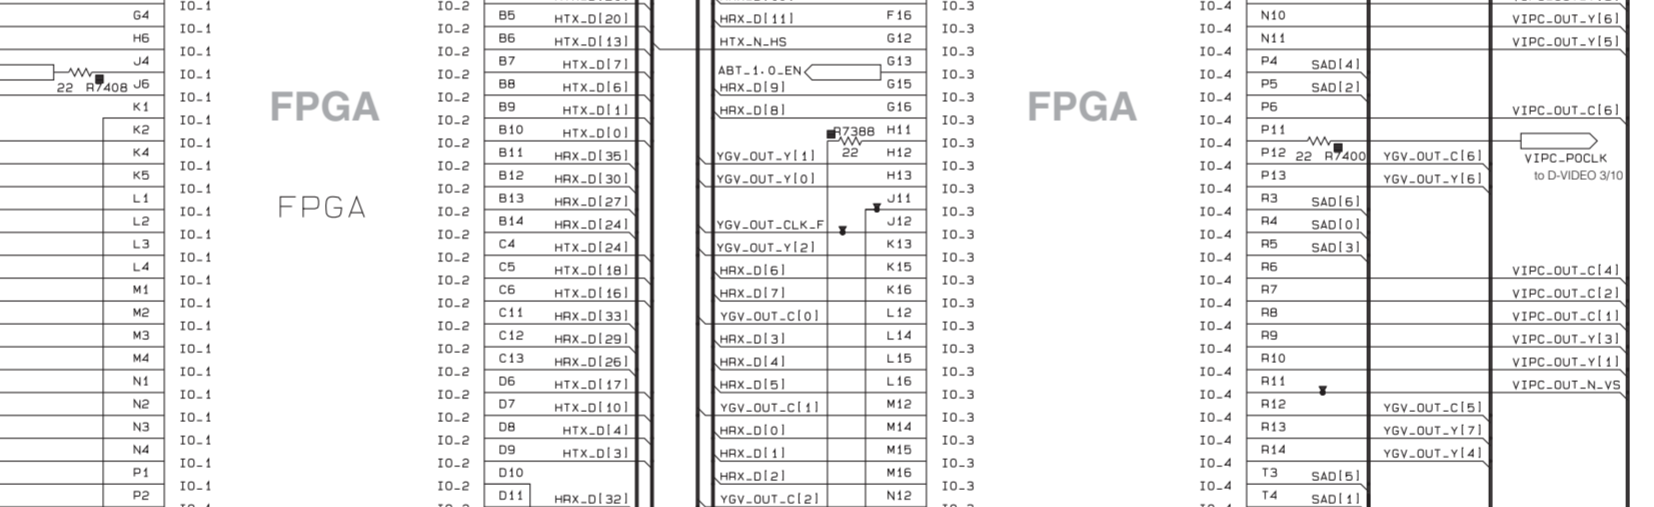 G4 IO_1
H6 IO_1
J4 IO_1
22 R7408 J6 IO_1
K1 IO_1
K2 IO_1
K4 IO_1
K5 IO_1
L1 IO_1
L2 IO_1
L3 IO_1
L4 IO_1
M1 IO_1
M2 IO_1
M3 IO_1
M4 IO_1
N1 IO_1
N2 IO_1
N3 IO_1
N4 IO_1
P1 IO_1
P2 IO_1
FPGA
FPGA
IO_2 B5 HTX_D[20]
IO_2 B6 HTX_D[13]
IO_2 B7 HTX_D[7]
IO_2 B8 HTX_D[6]
IO_2 B9 HTX_D[1]
IO_2 B10 HTX_D[0]
IO_2 B11 HRX_D[35]
IO_2 B12 HRX_D[30]
IO_2 B13 HRX_D[27]
IO_2 B14 HRX_D[24]
IO_2 C4 HTX_D[24]
IO_2 C5 HTX_D[18]
IO_2 C6 HTX_D[16]
IO_2 C11 HRX_D[33]
IO_2 C12 HRX_D[29]
IO_2 C13 HRX_D[26]
IO_2 D6 HTX_D[17]
IO_2 D7 HTX_D[10]
IO_2 D8 HTX_D[4]
IO_2 D9 HTX_D[3]
IO_2 D10
IO_2 D11 HRX_D[32]
HRX_D[11] F16 IO_3
HTX_N_HS G12 IO_3
ABT_1.0_EN G13 IO_3
HRX_D[9] G15 IO_3
HRX_D[8] G16 IO_3
R7388 H11 IO_3
YGV_OUT_Y[1] 22 H12 IO_3
YGV_OUT_Y[0] H13 IO_3
J11 IO_3
YGV_OUT_CLK_F J12 IO_3
YGV_OUT_Y[2] K13 IO_3
HRX_D[6] K15 IO_3
HRX_D[7] K16 IO_3
YGV_OUT_C[0] L12 IO_3
HRX_D[3] L14 IO_3
HRX_D[4] L15 IO_3
HRX_D[5] L16 IO_3
YGV_OUT_C[1] M12 IO_3
HRX_D[0] M14 IO_3
HRX_D[1] M15 IO_3
HRX_D[2] M16 IO_3
YGV_OUT_C[2] N12 IO_3
FPGA
IO_4 N10 VIPC_OUT_Y[6]
IO_4 N11 VIPC_OUT_Y[5]
IO_4 P4 SAD[4]
IO_4 P5 SAD[2]
IO_4 P6 VIPC_OUT_C[6]
IO_4 P11
IO_4 P12 22 R7400 YGV_OUT_C[6] VIPC_POCLK
IO_4 P13 YGV_OUT_Y[6] to D-VIDEO 3/10
IO_4 R3 SAD[6]
IO_4 R4 SAD[0]
IO_4 R5 SAD[3]
IO_4 R6 VIPC_OUT_C[4]
IO_4 R7 VIPC_OUT_C[2]
IO_4 R8 VIPC_OUT_C[1]
IO_4 R9 VIPC_OUT_Y[3]
IO_4 R10 VIPC_OUT_Y[1]
IO_4 R11 VIPC_OUT_N_VS
IO_4 R12 YGV_OUT_C[5]
IO_4 R13 YGV_OUT_Y[7]
IO_4 R14 YGV_OUT_Y[4]
IO_4 T3 SAD[5]
IO_4 T4 SAD[1]